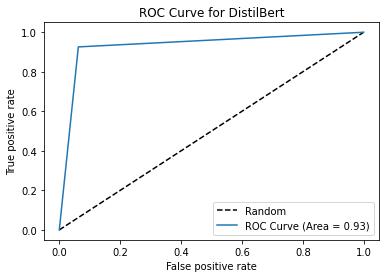 ROC Curve for DistilBert
True positive rate
1.0
0.8
0.6
0.4
0.2
0.0
Random
ROC Curve (Area = 0.93)
0.0 0.2 0.4 0.6 0.8 1.0
False positive rate